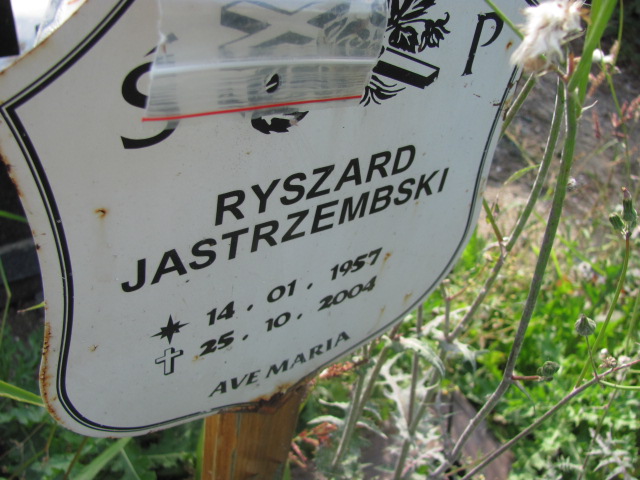 Ś P
RYSZARD
JASTRZEMBSKI
14 . 01 . 1957
25 . 10 . 2004
AVE MARIA